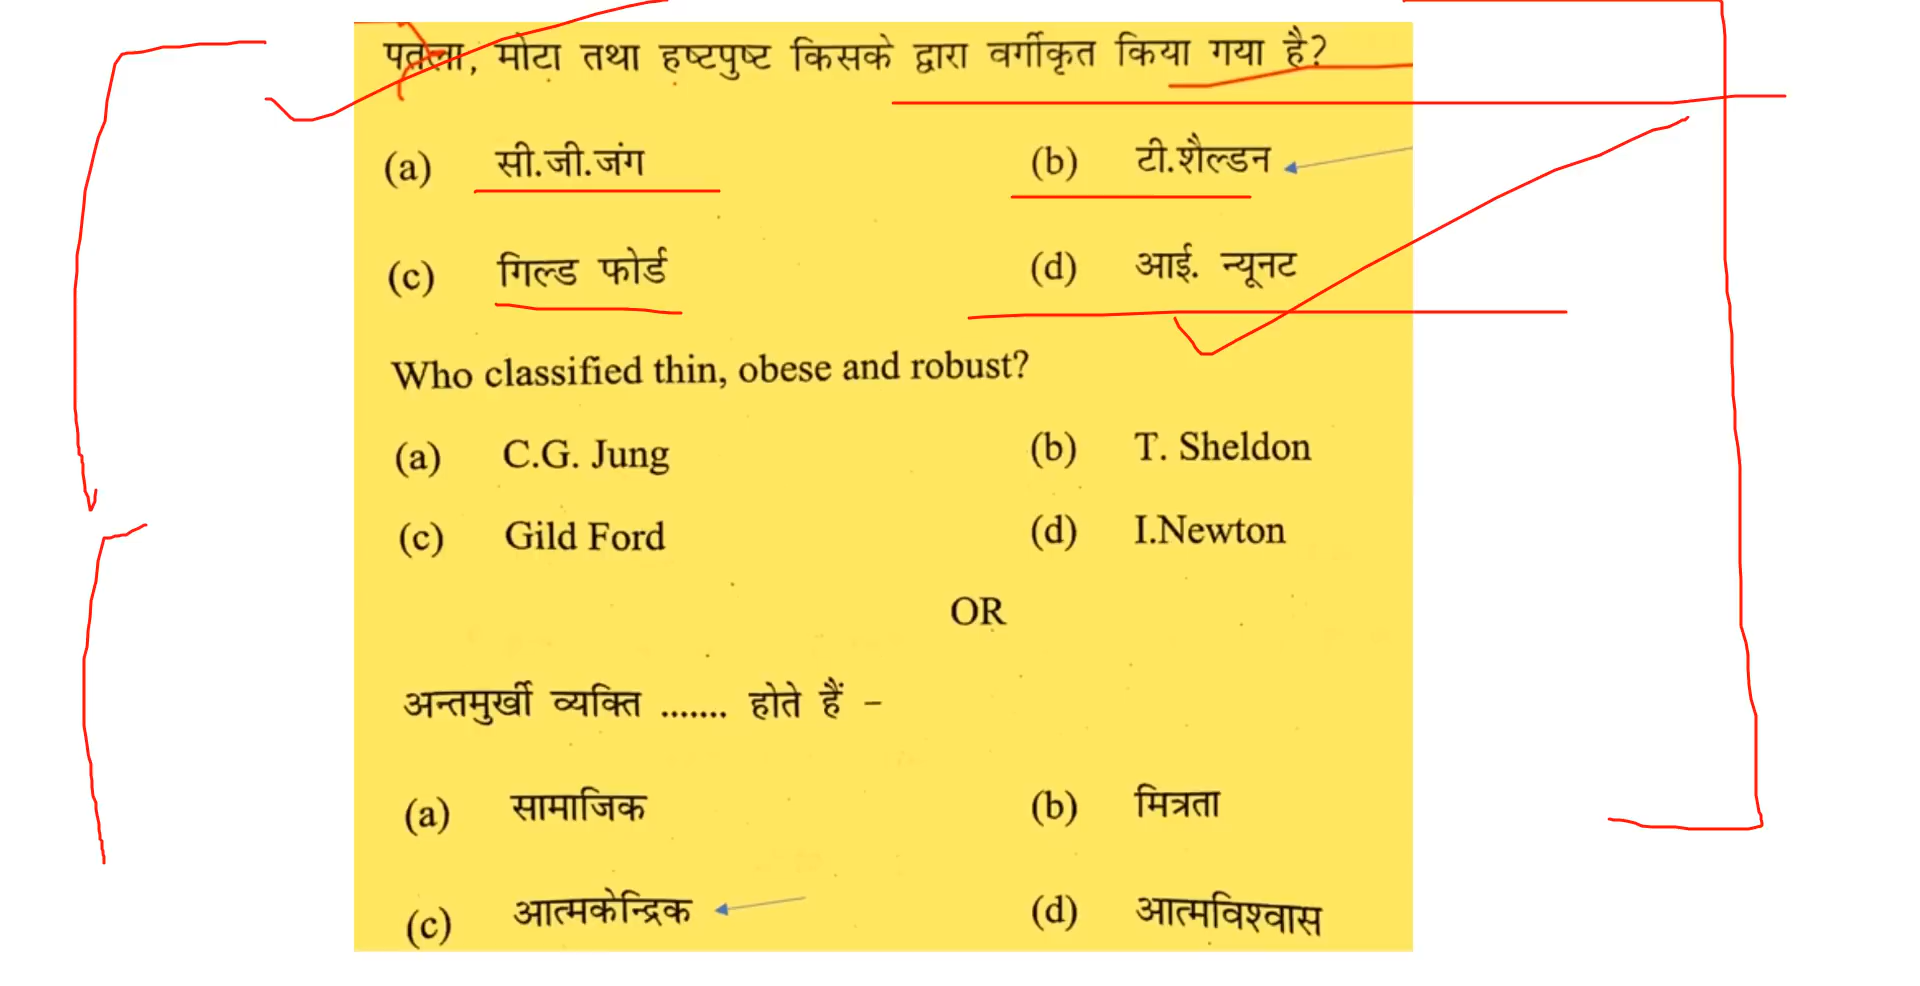 पतला, मोटा तथा हष्टपुष्ट किसके द्वारा वर्गीकृत किया गया है?
(a) सी.जी.जंग (b) टी.शैल्डन
(c) गिल्ड फोर्ड (d) आई. न्यूनट
Who classified thin, obese and robust?
(a) C.G. Jung (b) T. Sheldon
(c) Gild Ford (d) I.Newton
OR
अन्तमुर्खी व्यक्ति ....... होते हैं –
(a) सामाजिक (b) मित्रता
(c) आत्मकेन्द्रिक (d) आत्मविश्वास